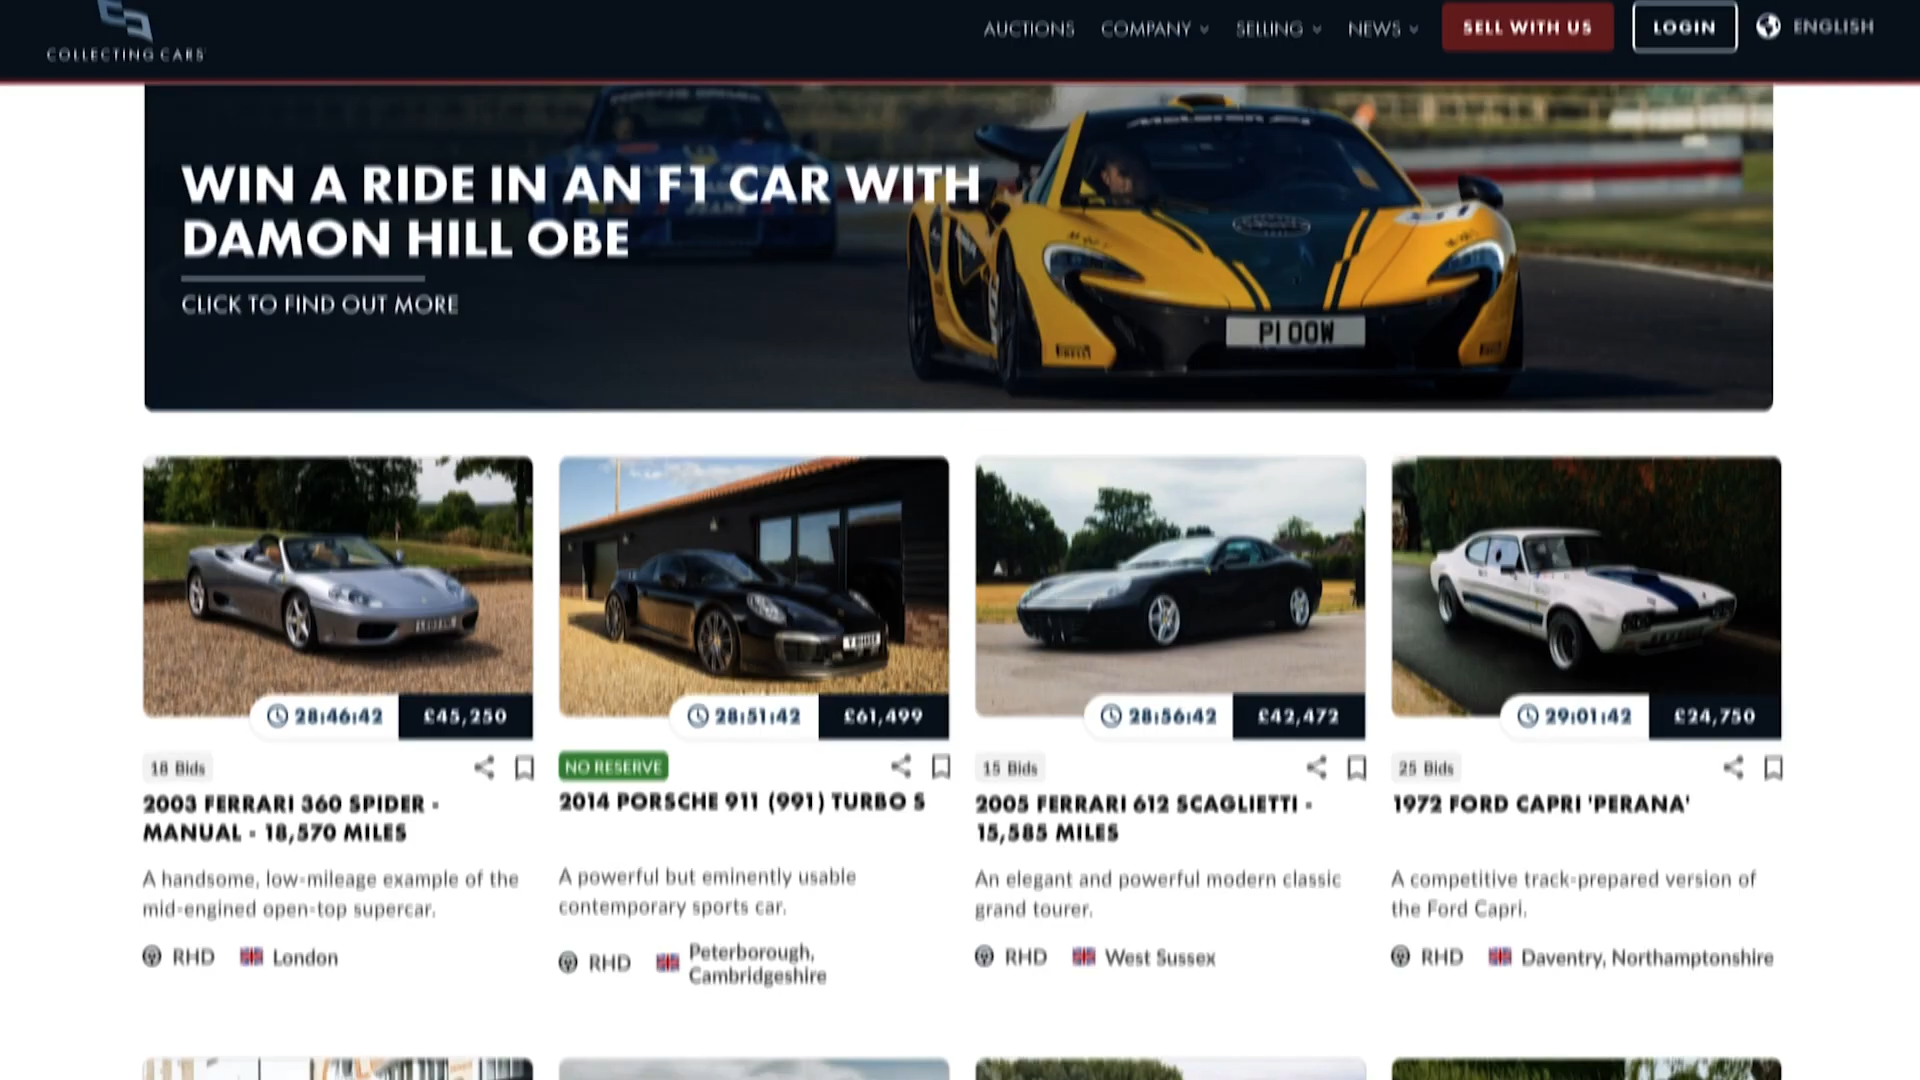 COLLECTING CARS
AUCTIONS COMPANY SELLING NEWS SELL WITH US LOGIN ENGLISH
WIN A RIDE IN AN F1 CAR WITH
DAMON HILL OBE
CLICK TO FIND OUT MORE
P1 OOW
PIRELLI
28:46:42 £45,250
28:51:42 £61,499
28:56:42 £42,472
29:01:42 £24,750
18 Bids
NO RESERVE
15 Bids
25 Bids
2003 FERRARI 360 SPIDER -
MANUAL - 18,570 MILES
2014 PORSCHE 911 (991) TURBO S
2005 FERRARI 612 SCAGLIETTI -
15,585 MILES
1972 FORD CAPRI 'PERANA'
A handsome, low-mileage example of the
mid-engined open-top supercar.
A powerful but eminently usable
contemporary sports car.
An elegant and powerful modern classic
grand tourer.
A competitive track-prepared version of
the Ford Capri.
RHD London
RHD Peterborough,
Cambridgeshire
RHD West Sussex
RHD Daventry, Northamptonshire